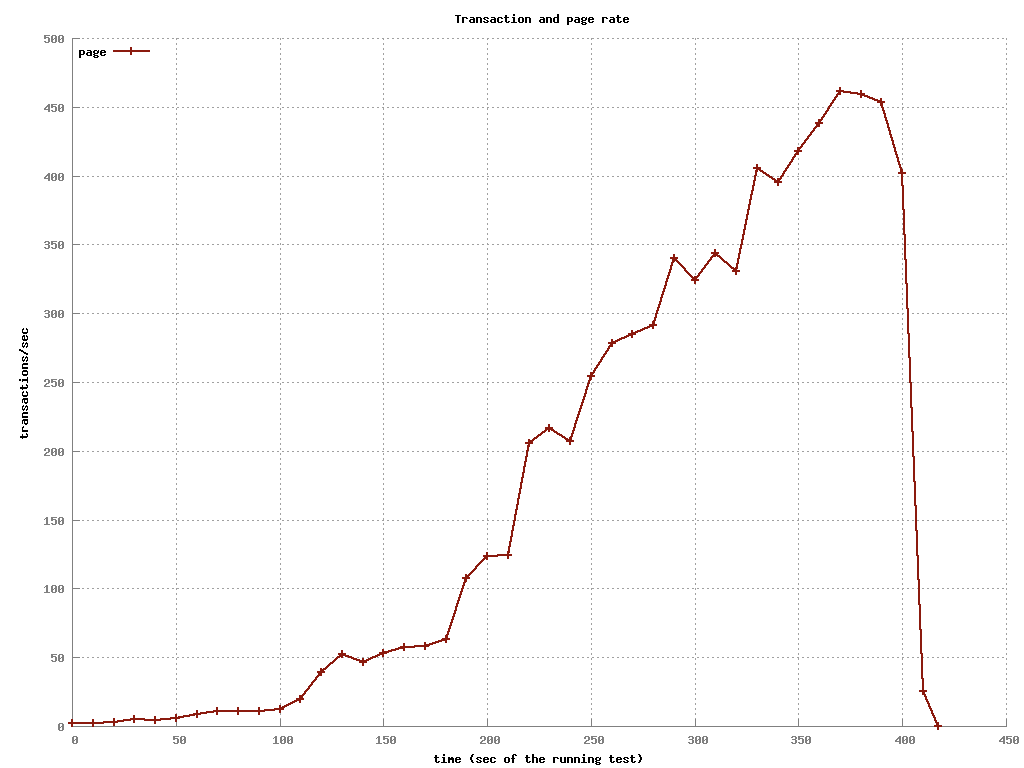 Transaction and page rate
500
page
450
400
350
300
250
200
150
100
50
0
transactions/sec
0 50 100 150 200 250 300 350 400 450
time (sec of the running test)